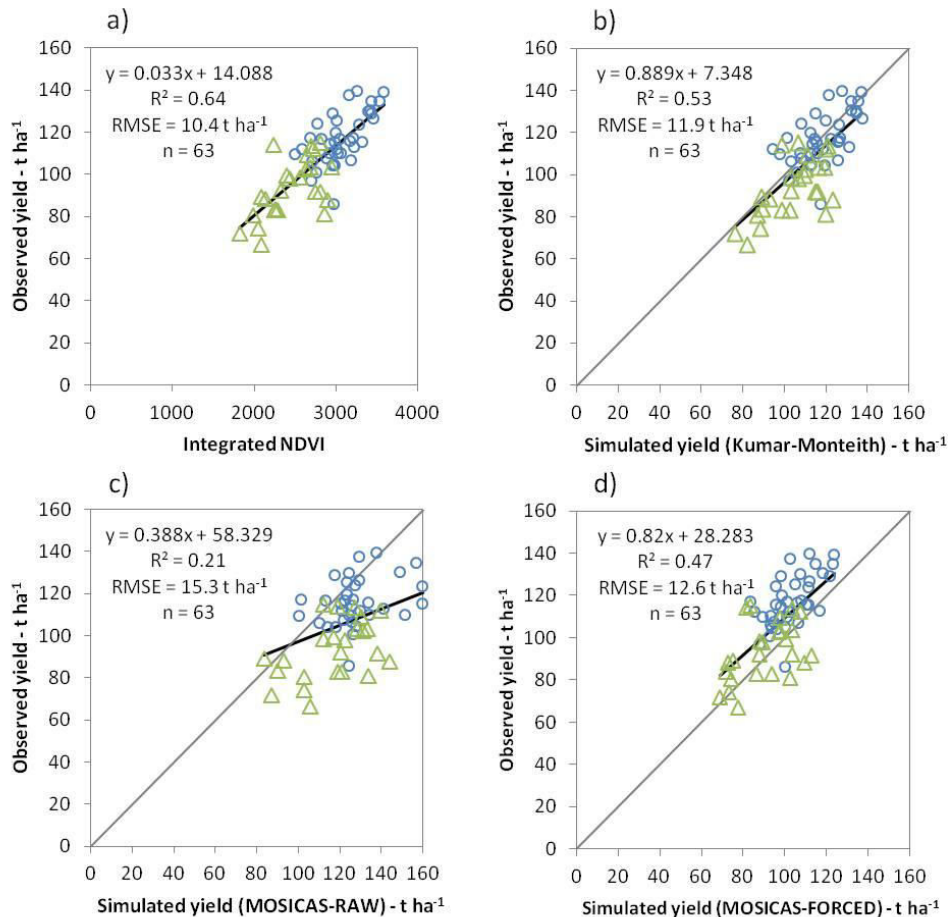 a)
y = 0.033x + 14.088
R² = 0.64
RMSE = 10.4 t ha⁻¹
n = 63
Observed yield - t ha⁻¹
160
140
120
100
80
60
40
20
0
0 1000 2000 3000 4000
Integrated NDVI
b)
y = 0.889x + 7.348
R² = 0.53
RMSE = 11.9 t ha⁻¹
n = 63
Observed yield - t ha⁻¹
160
140
120
100
80
60
40
20
0
0 20 40 60 80 100 120 140 160
Simulated yield (Kumar-Monteith) - t ha⁻¹
c)
y = 0.388x + 58.329
R² = 0.21
RMSE = 15.3 t ha⁻¹
n = 63
Observed yield - t ha⁻¹
160
140
120
100
80
60
40
20
0
0 20 40 60 80 100 120 140 160
Simulated yield (MOSICAS-RAW) - t ha⁻¹
d)
y = 0.82x + 28.283
R² = 0.47
RMSE = 12.6 t ha⁻¹
n = 63
Observed yield - t ha⁻¹
160
140
120
100
80
60
40
20
0
0 20 40 60 80 100 120 140 160
Simulated yield (MOSICAS-FORCED) - t ha⁻¹